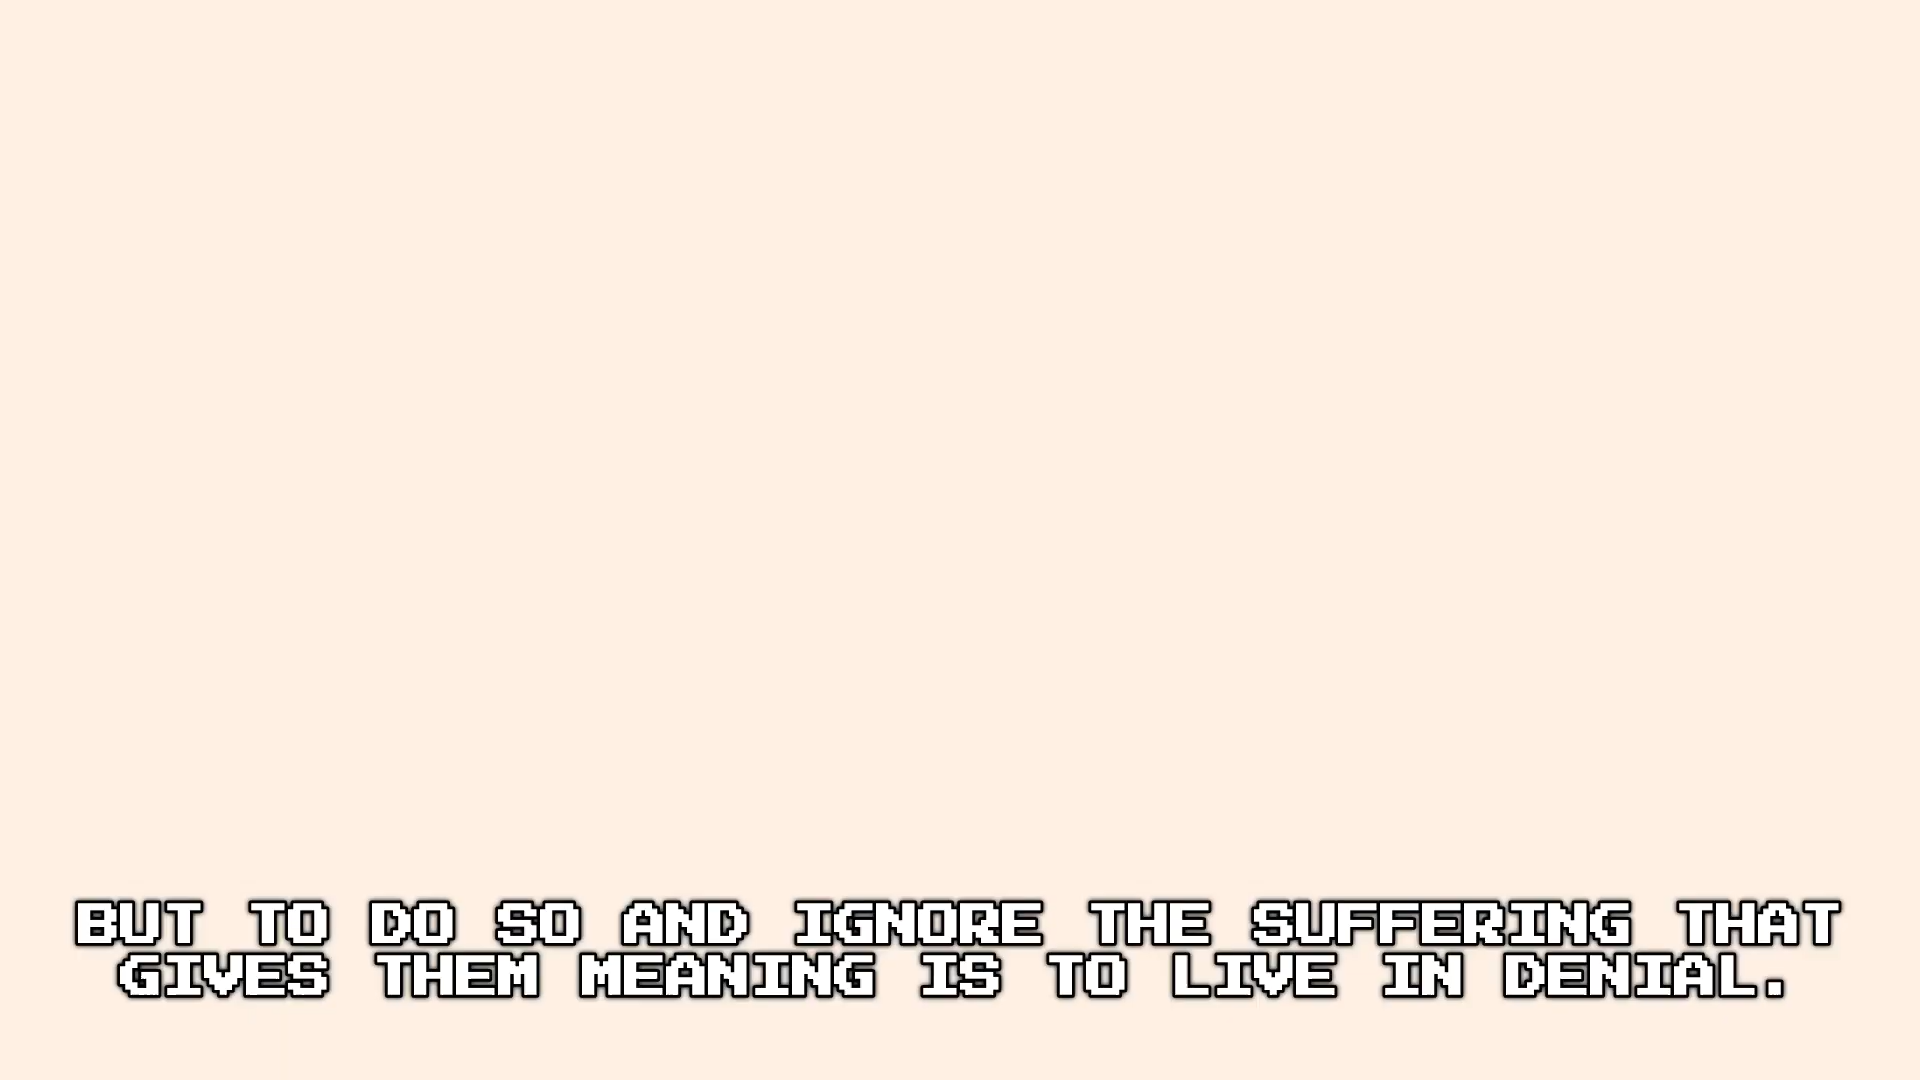 BUT TO DO SO AND IGNORE THE SUFFERING THAT
GIVES THEM MEANING IS TO LIVE IN DENIAL.